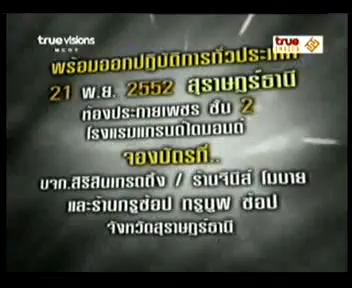 truevisions
MCOT
true
พร้อมออกปฏิบัติการทั่วประเทศ
21 พ.ย. 2552 สุราษฎร์ธานี
ห้องประกายเพชร ชั้น 2
โรงแรมแกรนด์ไดมอนด์
จองบัตรที่..
บจก.สิริสินเทรดดิ้ง / ร้านจีนิส์ โมบาย
และร้านทรูช้อป ทรูมูฟ ช้อป
จังหวัดสุราษฎร์ธานี